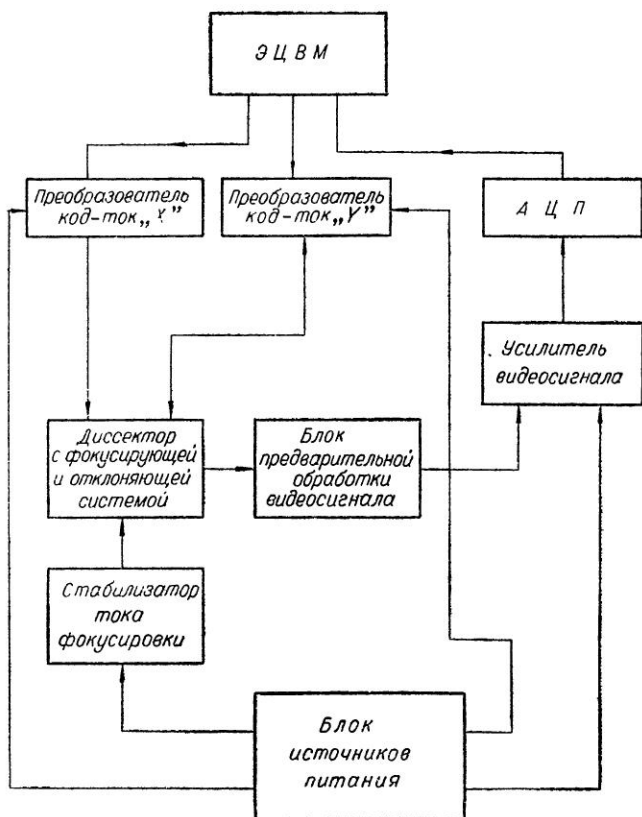 ЭЦВМ
Преобразователь
код-ток „X”
Преобразователь
код-ток „Y”
АЦП
Усилитель
видеосигнала
Диссектор
с фокусирующей
и отклоняющей
системой
Блок
предварительной
обработки
видеосигнала
Стабилизатор
тока
фокусировки
Блок
источников
питания